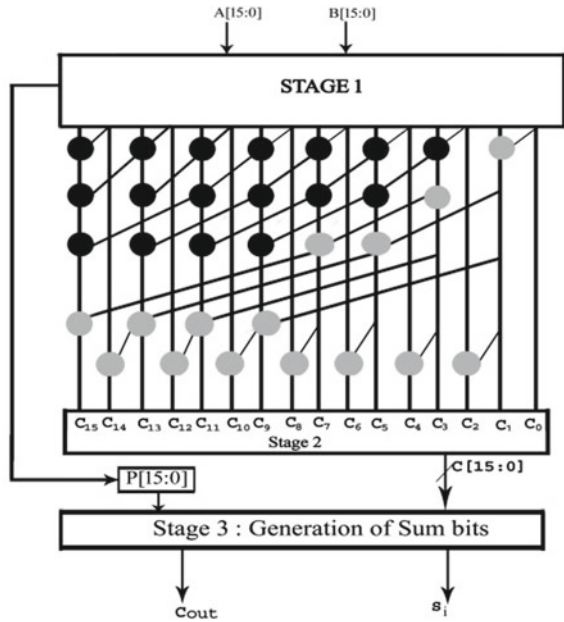 A[15:0] B[15:0]
STAGE 1
C15 C14 C13 C12 C11 C10 C9 C8 C7 C6 C5 C4 C3 C2 C1 C0
Stage 2
C[15:0]
P[15:0]
Stage 3 : Generation of Sum bits
Cout Si